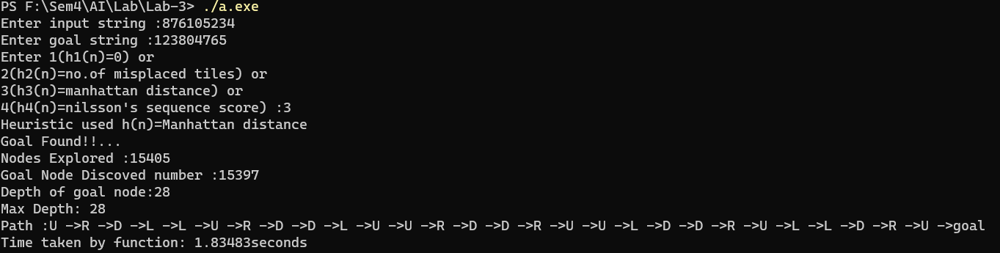 PS F:\Sem4\AI\Lab\Lab-3> ./a.exe
Enter input string :876105234
Enter goal string :123804765
Enter 1(h1(n)=0) or
2(h2(n)=no.of misplaced tiles) or
3(h3(n)=manhattan distance) or
4(h4(n)=nilsson's sequence score) :3
Heuristic used h(n)=Manhattan distance
Goal Found!!...
Nodes Explored :15405
Goal Node Discoved number :15397
Depth of goal node:28
Max Depth: 28
Path :U ->R ->D ->L ->L ->U ->R ->D ->D ->L ->U ->U ->R ->D ->D ->R ->U ->U ->L ->D ->D ->R ->U ->L ->L ->D ->R ->U ->goal
Time taken by function: 1.83483seconds